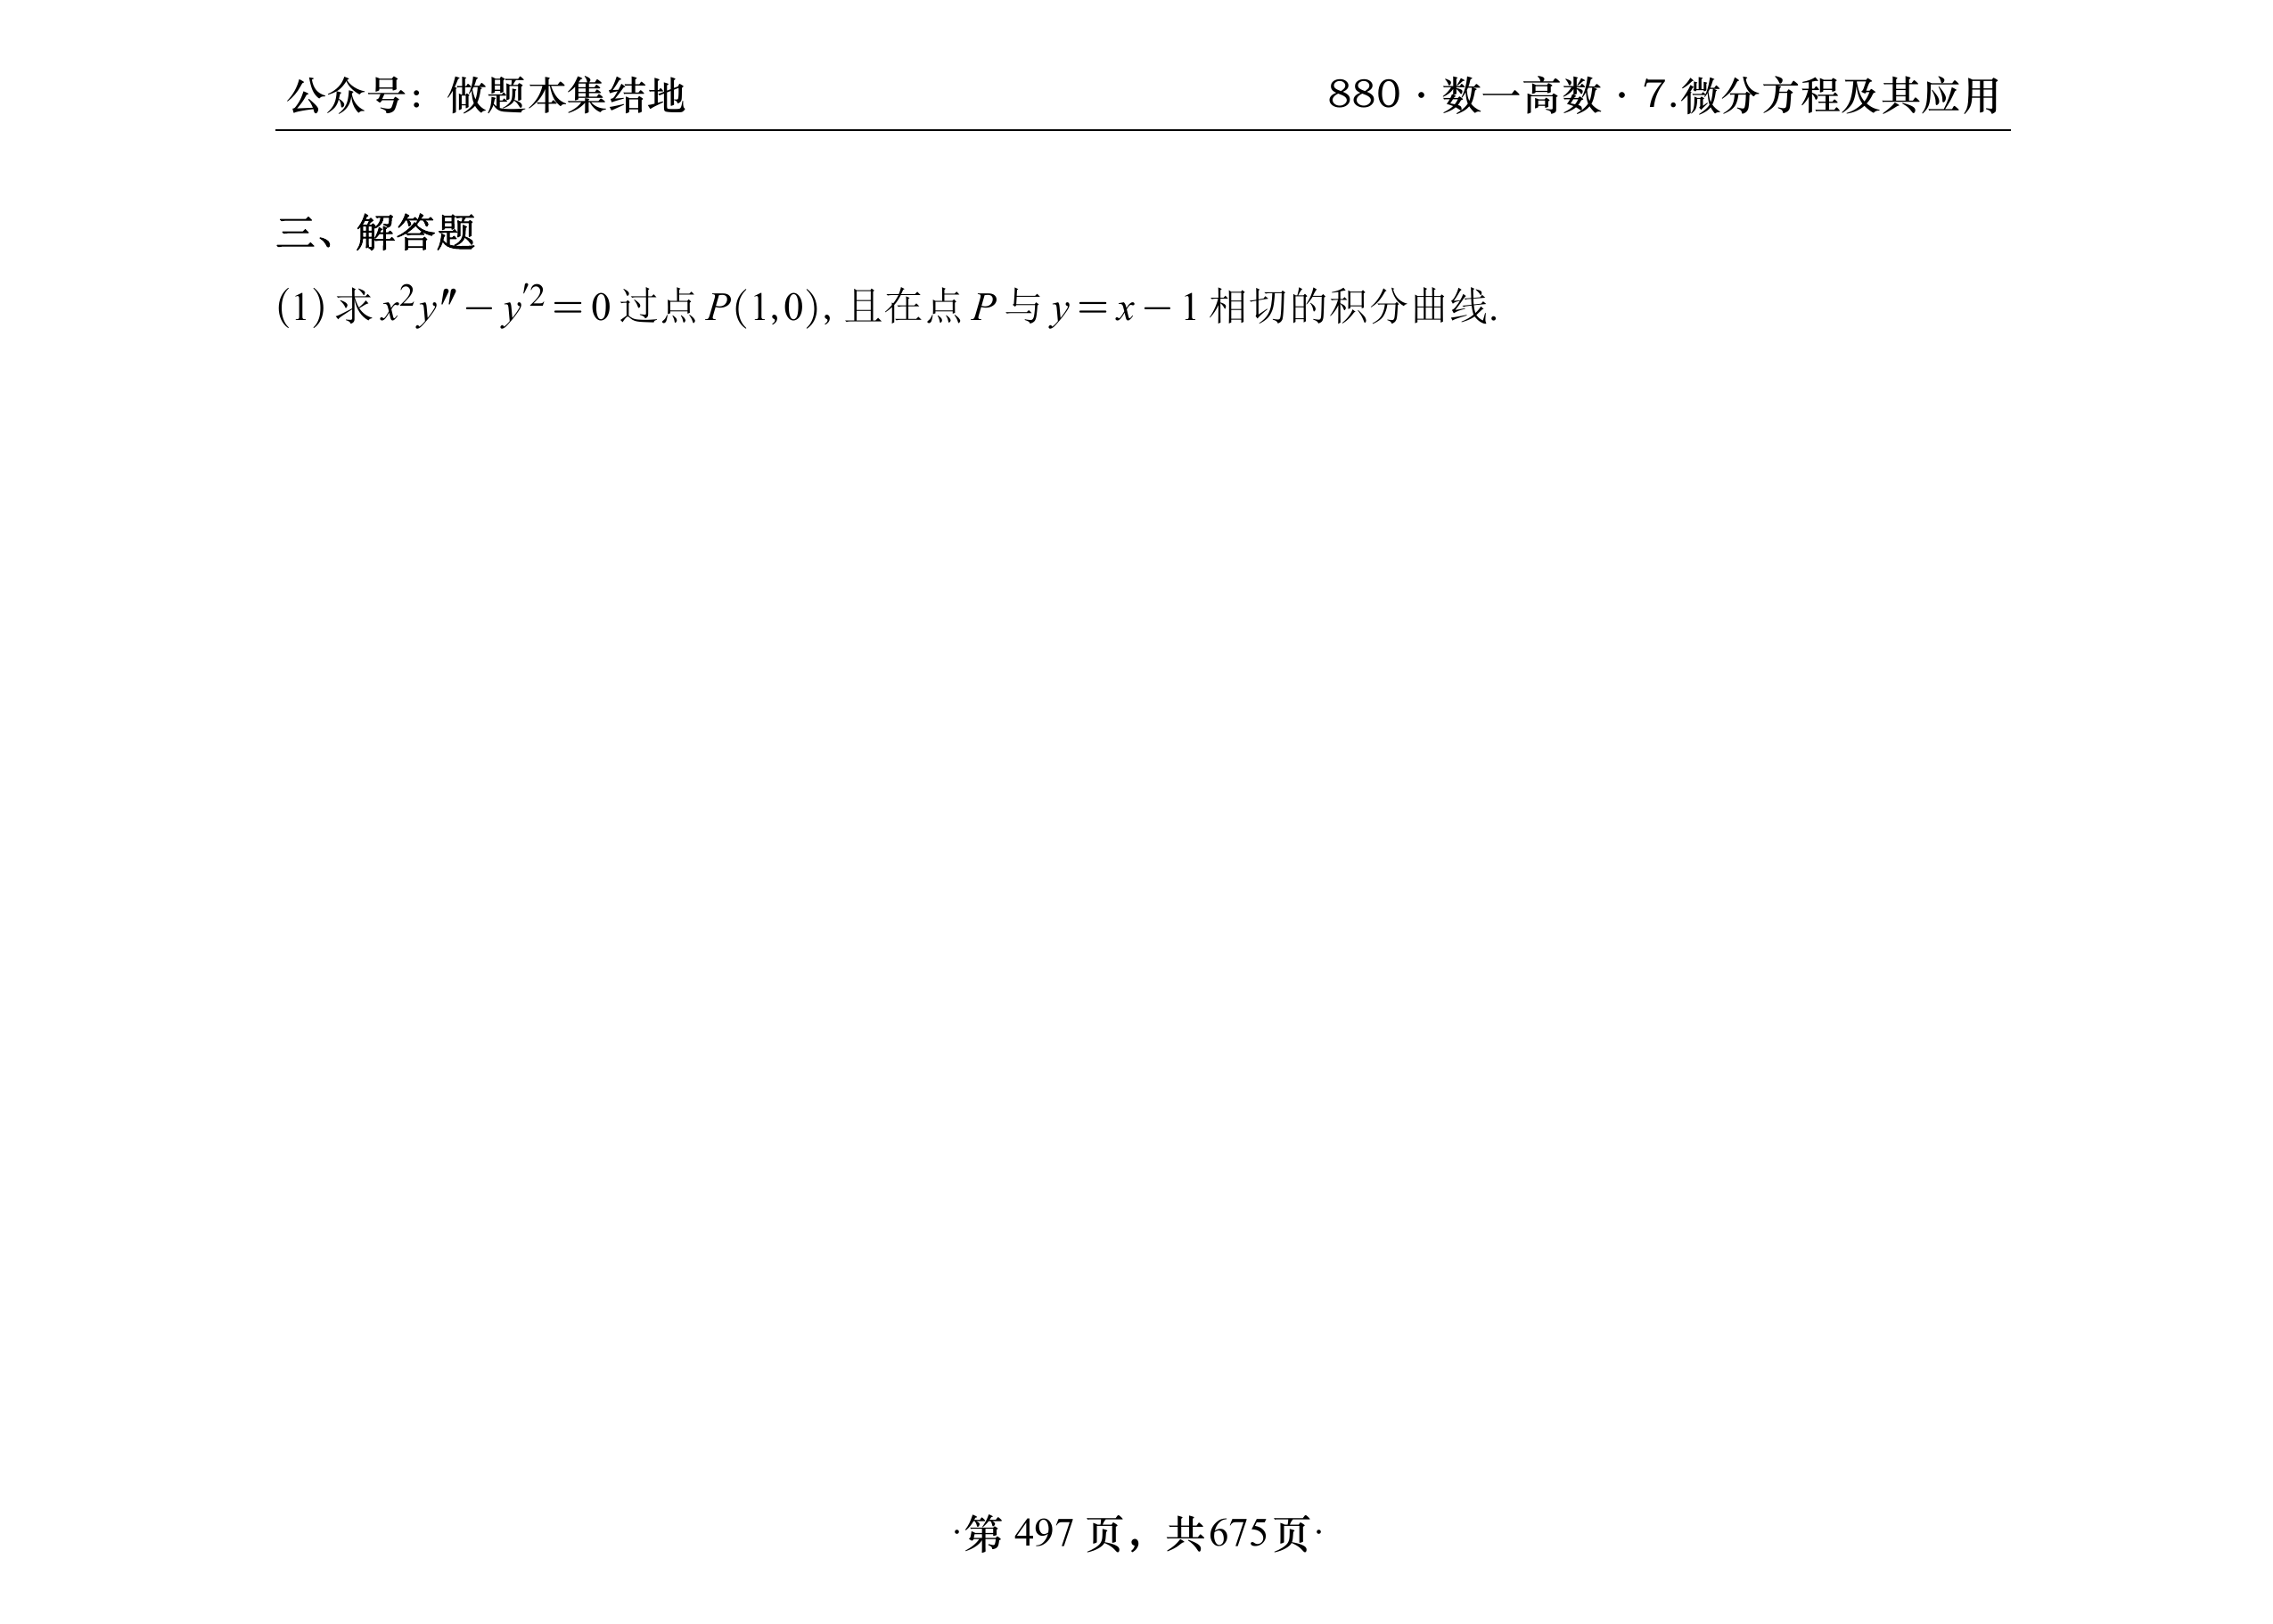 公众号：做题本集结地
880 · 数一高数 · 7.微分方程及其应用
三、解答题
(1) 求 x²y″ − y′² = 0 过点 P(1,0), 且在点 P 与 y = x − 1 相切的积分曲线.
·第 497 页，共675页·